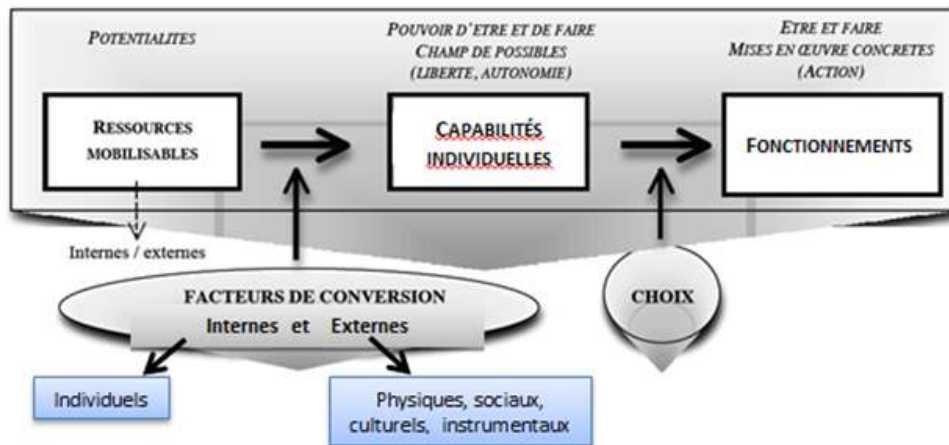 POTENTIALITES
POUVOIR D'ETRE ET DE FAIRE
CHAMP DE POSSIBLES
(LIBERTE, AUTONOMIE)
ETRE ET FAIRE
MISES EN ŒUVRE CONCRETES
(ACTION)
RESSOURCES
MOBILISABLES
CAPABILITÉS
INDIVIDUELLES
FONCTIONNEMENTS
Internes / externes
FACTEURS DE CONVERSION
Internes et Externes
CHOIX
Individuels
Physiques, sociaux,
culturels, instrumentaux